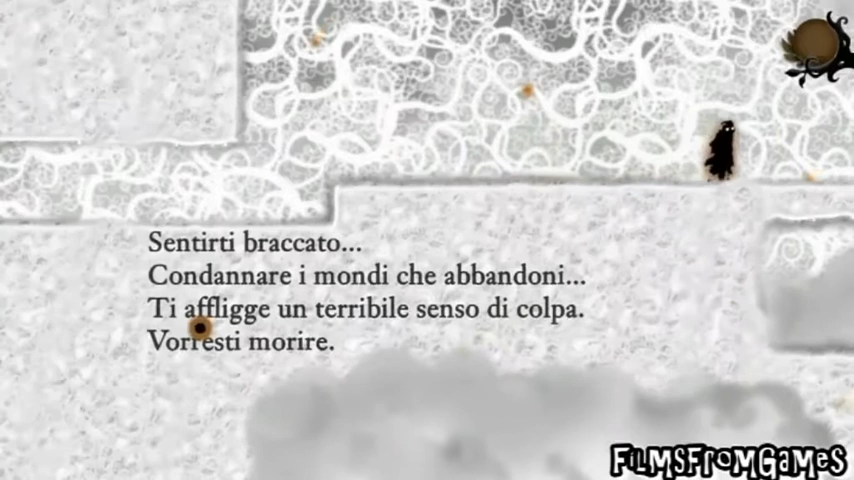 Sentirti braccato...
Condannare i mondi che abbandoni...
Ti affligge un terribile senso di colpa.
Vorresti morire.
FilmsFromGames